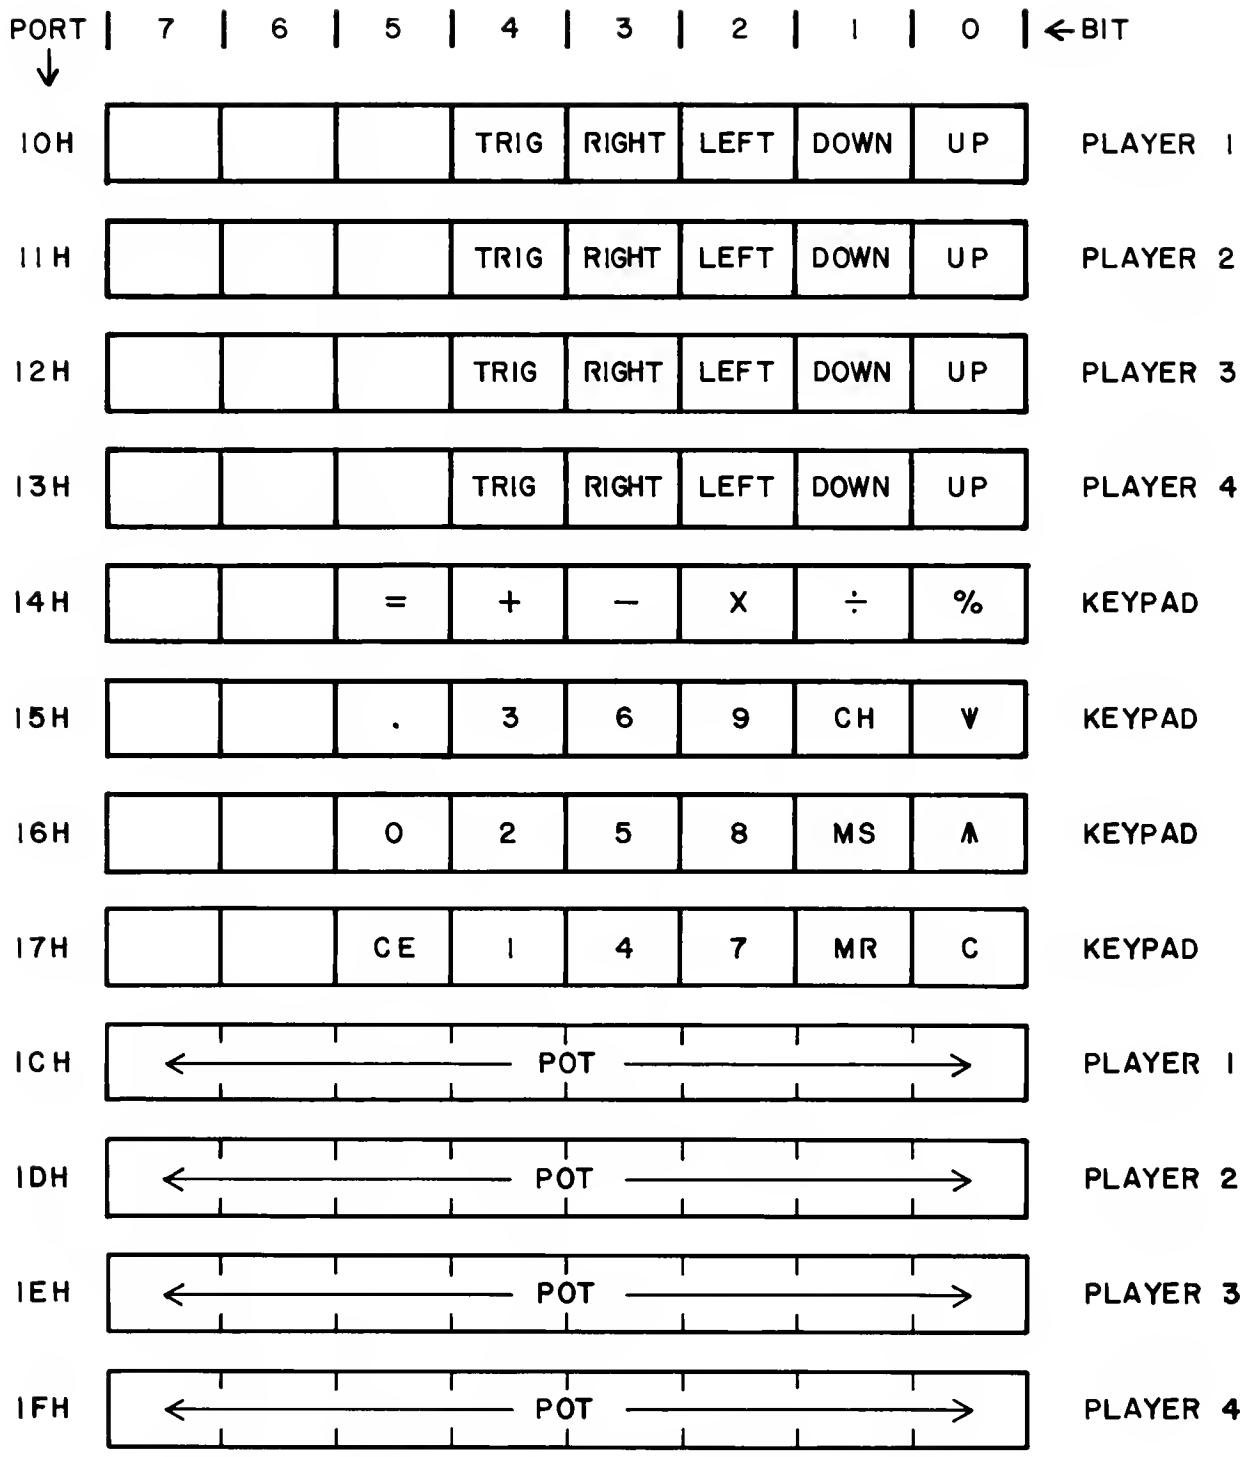 PORT 7 6 5 4 3 2 1 0 ←BIT
↓
10H TRIG RIGHT LEFT DOWN UP PLAYER 1
11H TRIG RIGHT LEFT DOWN UP PLAYER 2
12H TRIG RIGHT LEFT DOWN UP PLAYER 3
13H TRIG RIGHT LEFT DOWN UP PLAYER 4
14H = + − X ÷ % KEYPAD
15H . 3 6 9 CH ↓ KEYPAD
16H 0 2 5 8 MS ↑ KEYPAD
17H CE 1 4 7 MR C KEYPAD
1CH ← POT → PLAYER 1
1DH ← POT → PLAYER 2
1EH ← POT → PLAYER 3
1FH ← POT → PLAYER 4